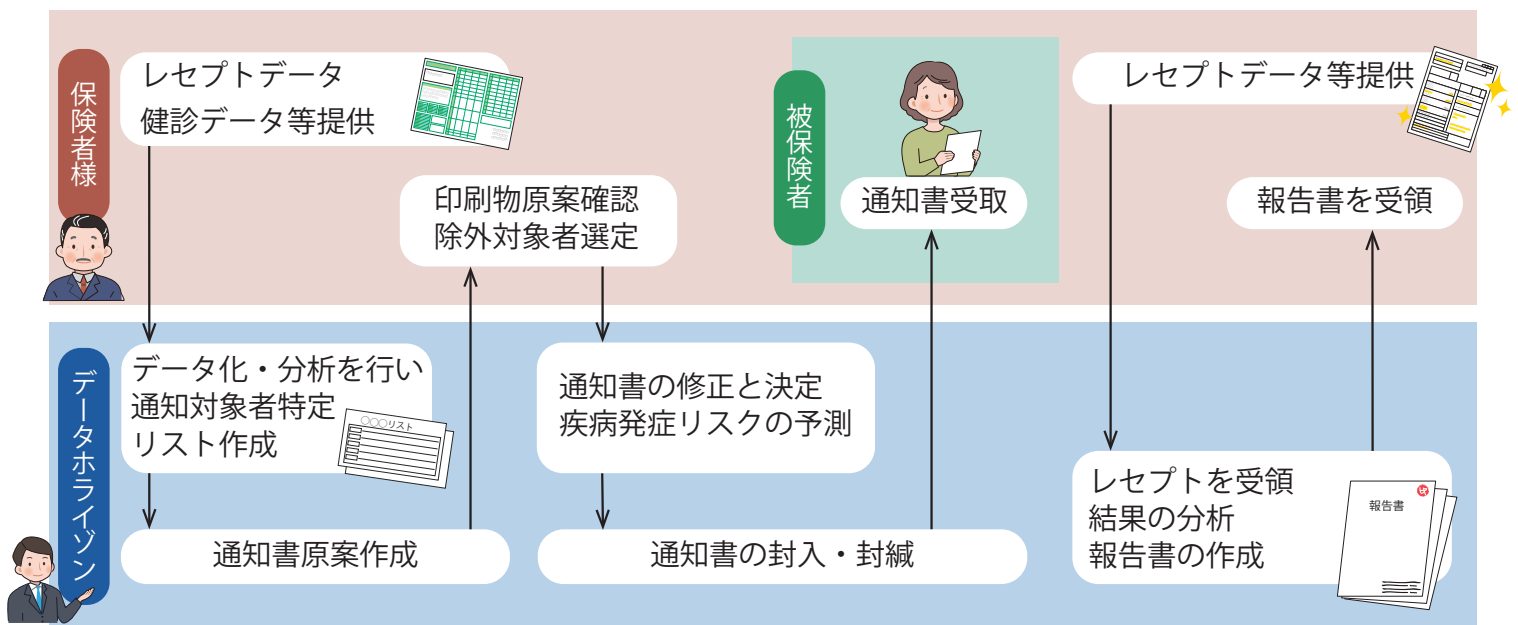 保険者様
レセプトデータ
健診データ等提供
印刷物原案確認
除外対象者選定
被保険者
通知書受取
レセプトデータ等提供
報告書を受領
データホライゾン
データ化・分析を行い
通知対象者特定
リスト作成
〇〇〇リスト
通知書原案作成
通知書の修正と決定
疾病発症リスクの予測
通知書の封入・封緘
レセプトを受領
結果の分析
報告書の作成
報告書